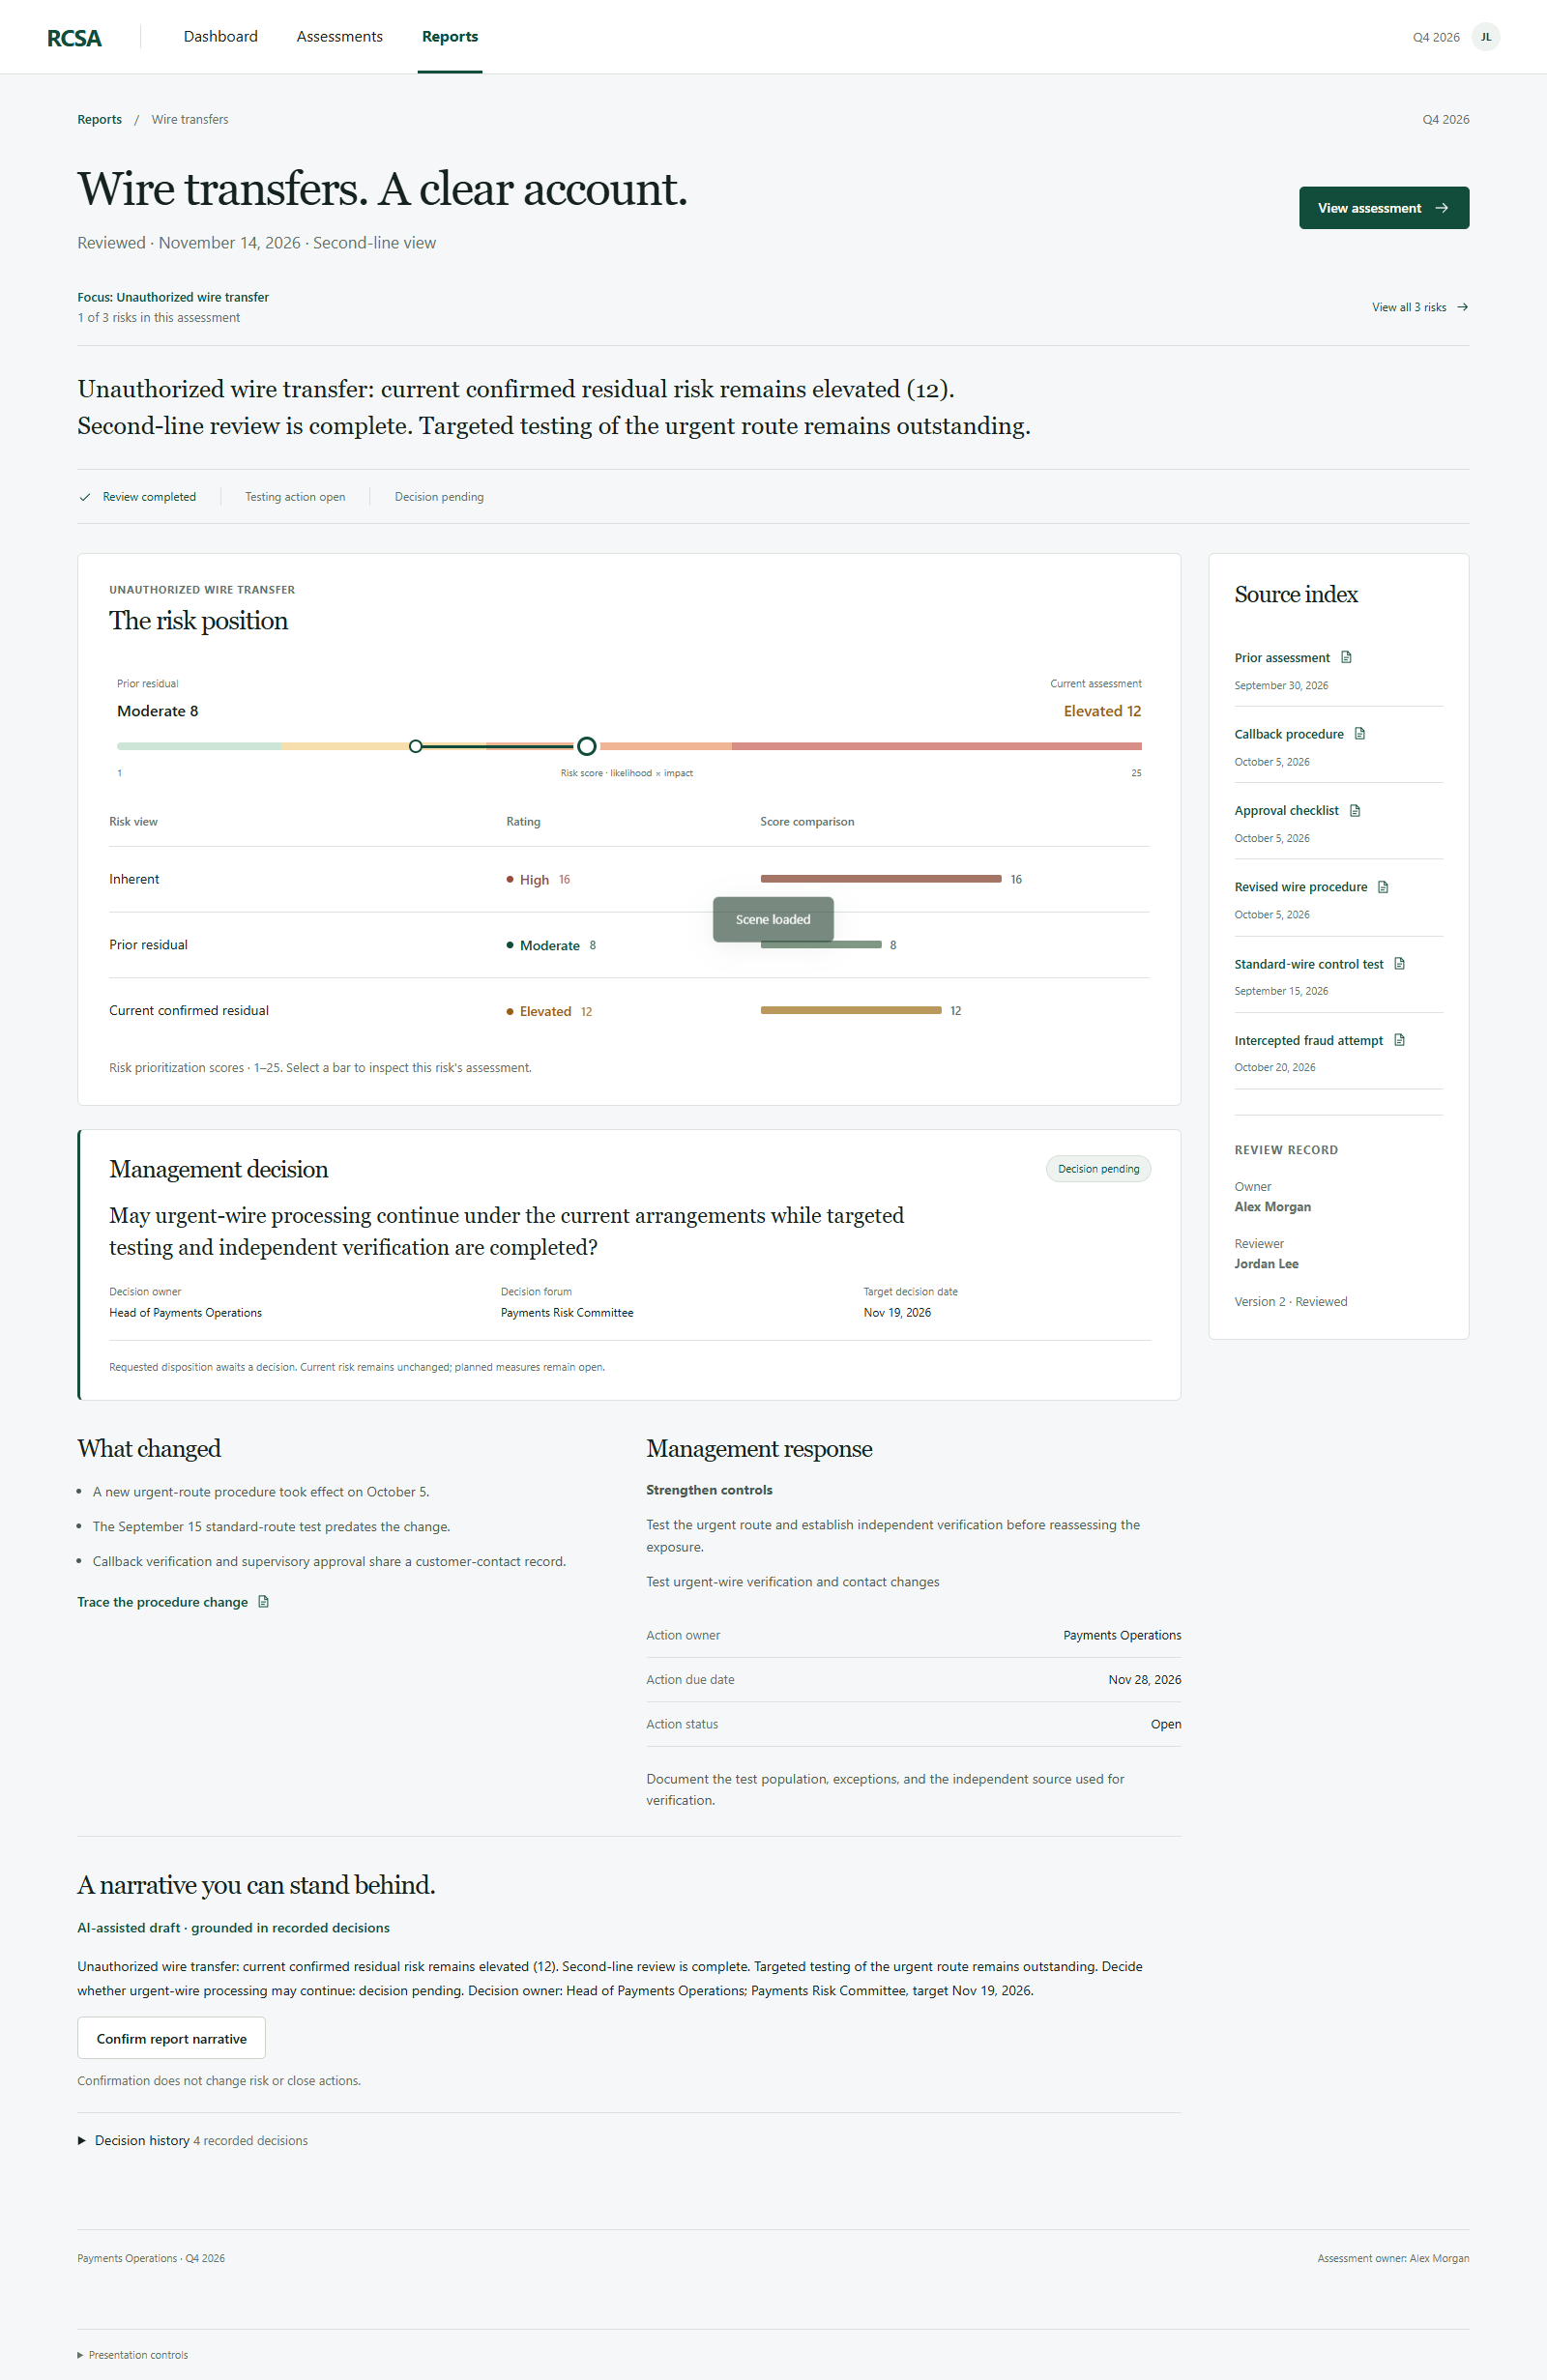 RCSA
Dashboard
Assessments
Reports
Q4 2026
JL
Reports / Wire transfers
Q4 2026
Wire transfers. A clear account.
Reviewed · November 14, 2026 · Second-line view
View assessment →
Focus: Unauthorized wire transfer
1 of 3 risks in this assessment
View all 3 risks →
Unauthorized wire transfer: current confirmed residual risk remains elevated (12).
Second-line review is complete. Targeted testing of the urgent route remains outstanding.
Review completed
Testing action open
Decision pending
UNAUTHORIZED WIRE TRANSFER
The risk position
Prior residual
Current assessment
Moderate 8
Elevated 12
1
Risk score · likelihood × impact
25
Risk view
Rating
Score comparison
Inherent
High 16
16
Scene loaded
Prior residual
Moderate 8
8
Current confirmed residual
Elevated 12
12
Risk prioritization scores · 1–25. Select a bar to inspect this risk's assessment.
Source index
Prior assessment
September 30, 2026
Callback procedure
October 5, 2026
Approval checklist
October 5, 2026
Revised wire procedure
October 5, 2026
Standard-wire control test
September 15, 2026
Intercepted fraud attempt
October 20, 2026
REVIEW RECORD
Owner
Alex Morgan
Reviewer
Jordan Lee
Version 2 · Reviewed
Management decision
Decision pending
May urgent-wire processing continue under the current arrangements while targeted
testing and independent verification are completed?
Decision owner
Head of Payments Operations
Decision forum
Payments Risk Committee
Target decision date
Nov 19, 2026
Requested disposition awaits a decision. Current risk remains unchanged; planned measures remain open.
What changed
• A new urgent-route procedure took effect on October 5.
• The September 15 standard-route test predates the change.
• Callback verification and supervisory approval share a customer-contact record.
Trace the procedure change
Management response
Strengthen controls
Test the urgent route and establish independent verification before reassessing the
exposure.
Test urgent-wire verification and contact changes
Action owner
Payments Operations
Action due date
Nov 28, 2026
Action status
Open
Document the test population, exceptions, and the independent source used for
verification.
A narrative you can stand behind.
AI-assisted draft · grounded in recorded decisions
Unauthorized wire transfer: current confirmed residual risk remains elevated (12). Second-line review is complete. Targeted testing of the urgent route remains outstanding. Decide
whether urgent-wire processing may continue: decision pending. Decision owner: Head of Payments Operations; Payments Risk Committee, target Nov 19, 2026.
Confirm report narrative
Confirmation does not change risk or close actions.
Decision history 4 recorded decisions
Payments Operations · Q4 2026
Assessment owner: Alex Morgan
Presentation controls